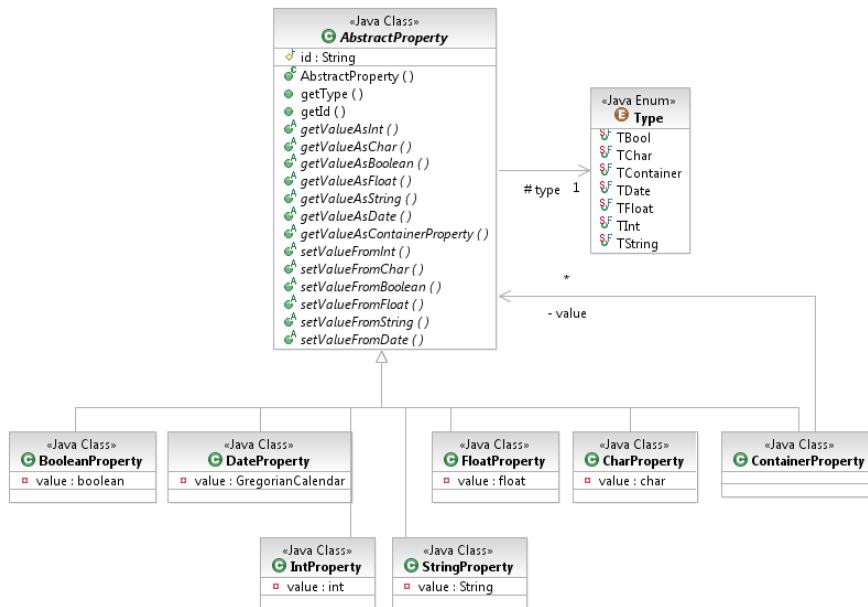 «Java Class»
AbstractProperty
id : String
AbstractProperty ( )
getType ( )
getId ( )
getValueAsInt ( )
getValueAsChar ( )
getValueAsBoolean ( )
getValueAsFloat ( )
getValueAsString ( )
getValueAsDate ( )
getValueAsContainerProperty ( )
setValueFromInt ( )
setValueFromChar ( )
setValueFromBoolean ( )
setValueFromFloat ( )
setValueFromString ( )
setValueFromDate ( )
# type 1
«Java Enum»
Type
TBool
TChar
TContainer
TDate
TFloat
TInt
TString
*
- value
«Java Class»
BooleanProperty
value : boolean
«Java Class»
DateProperty
value : GregorianCalendar
«Java Class»
FloatProperty
value : float
«Java Class»
CharProperty
value : char
«Java Class»
ContainerProperty
«Java Class»
IntProperty
value : int
«Java Class»
StringProperty
value : String